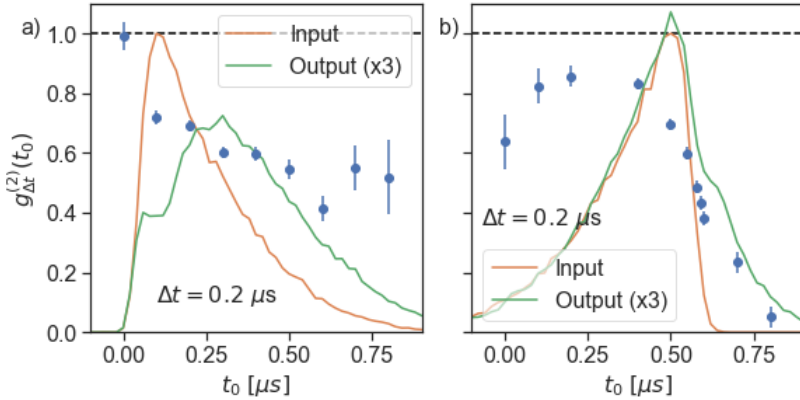 a)
Input
Output (x3)
1.0
0.8
0.6
0.4
0.2
0.0
g^{(2)}_{Δt}(t_0)
Δt = 0.2 μs
0.00 0.25 0.50 0.75
t_0 [μs]
b)
Δt = 0.2 μs
Input
Output (x3)
0.00 0.25 0.50 0.75
t_0 [μs]